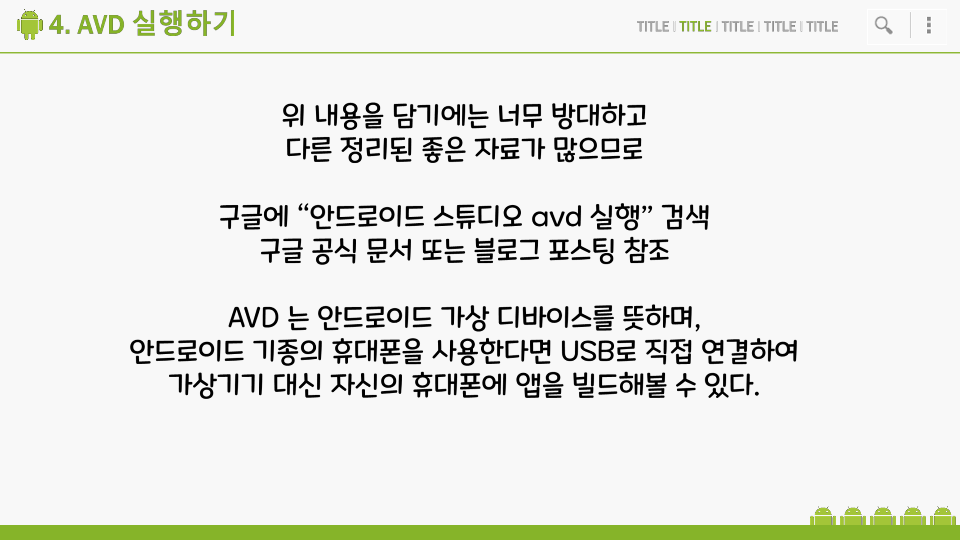 4. AVD 실행하기
TITLE | TITLE | TITLE | TITLE | TITLE
위 내용을 담기에는 너무 방대하고
다른 정리된 좋은 자료가 많으므로
구글에 “안드로이드 스튜디오 avd 실행” 검색
구글 공식 문서 또는 블로그 포스팅 참조
AVD 는 안드로이드 가상 디바이스를 뜻하며,
안드로이드 기종의 휴대폰을 사용한다면 USB로 직접 연결하여
가상기기 대신 자신의 휴대폰에 앱을 빌드해볼 수 있다.